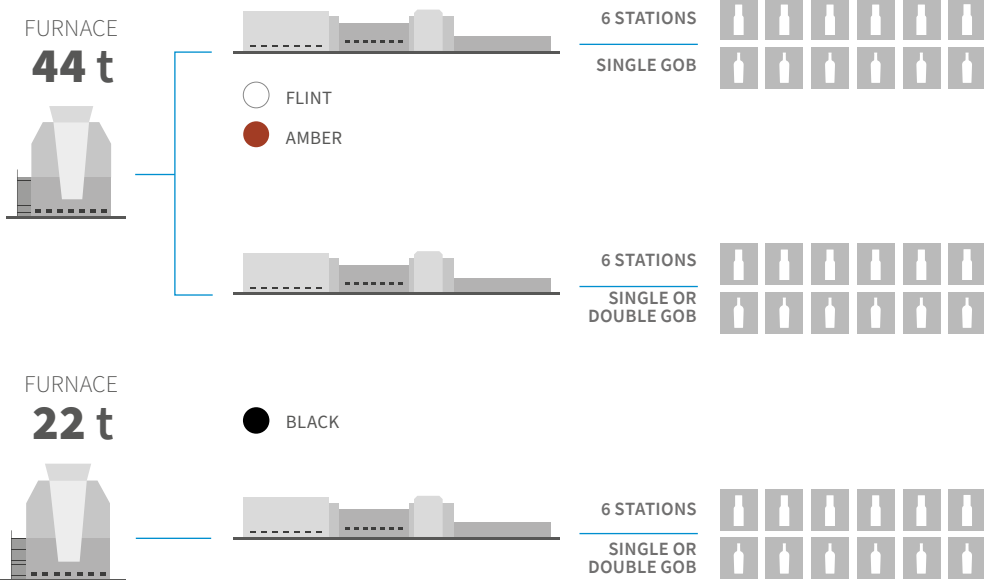 FURNACE
44 t
6 STATIONS
SINGLE GOB
FLINT
AMBER
6 STATIONS
SINGLE OR
DOUBLE GOB
FURNACE
22 t
BLACK
6 STATIONS
SINGLE OR
DOUBLE GOB